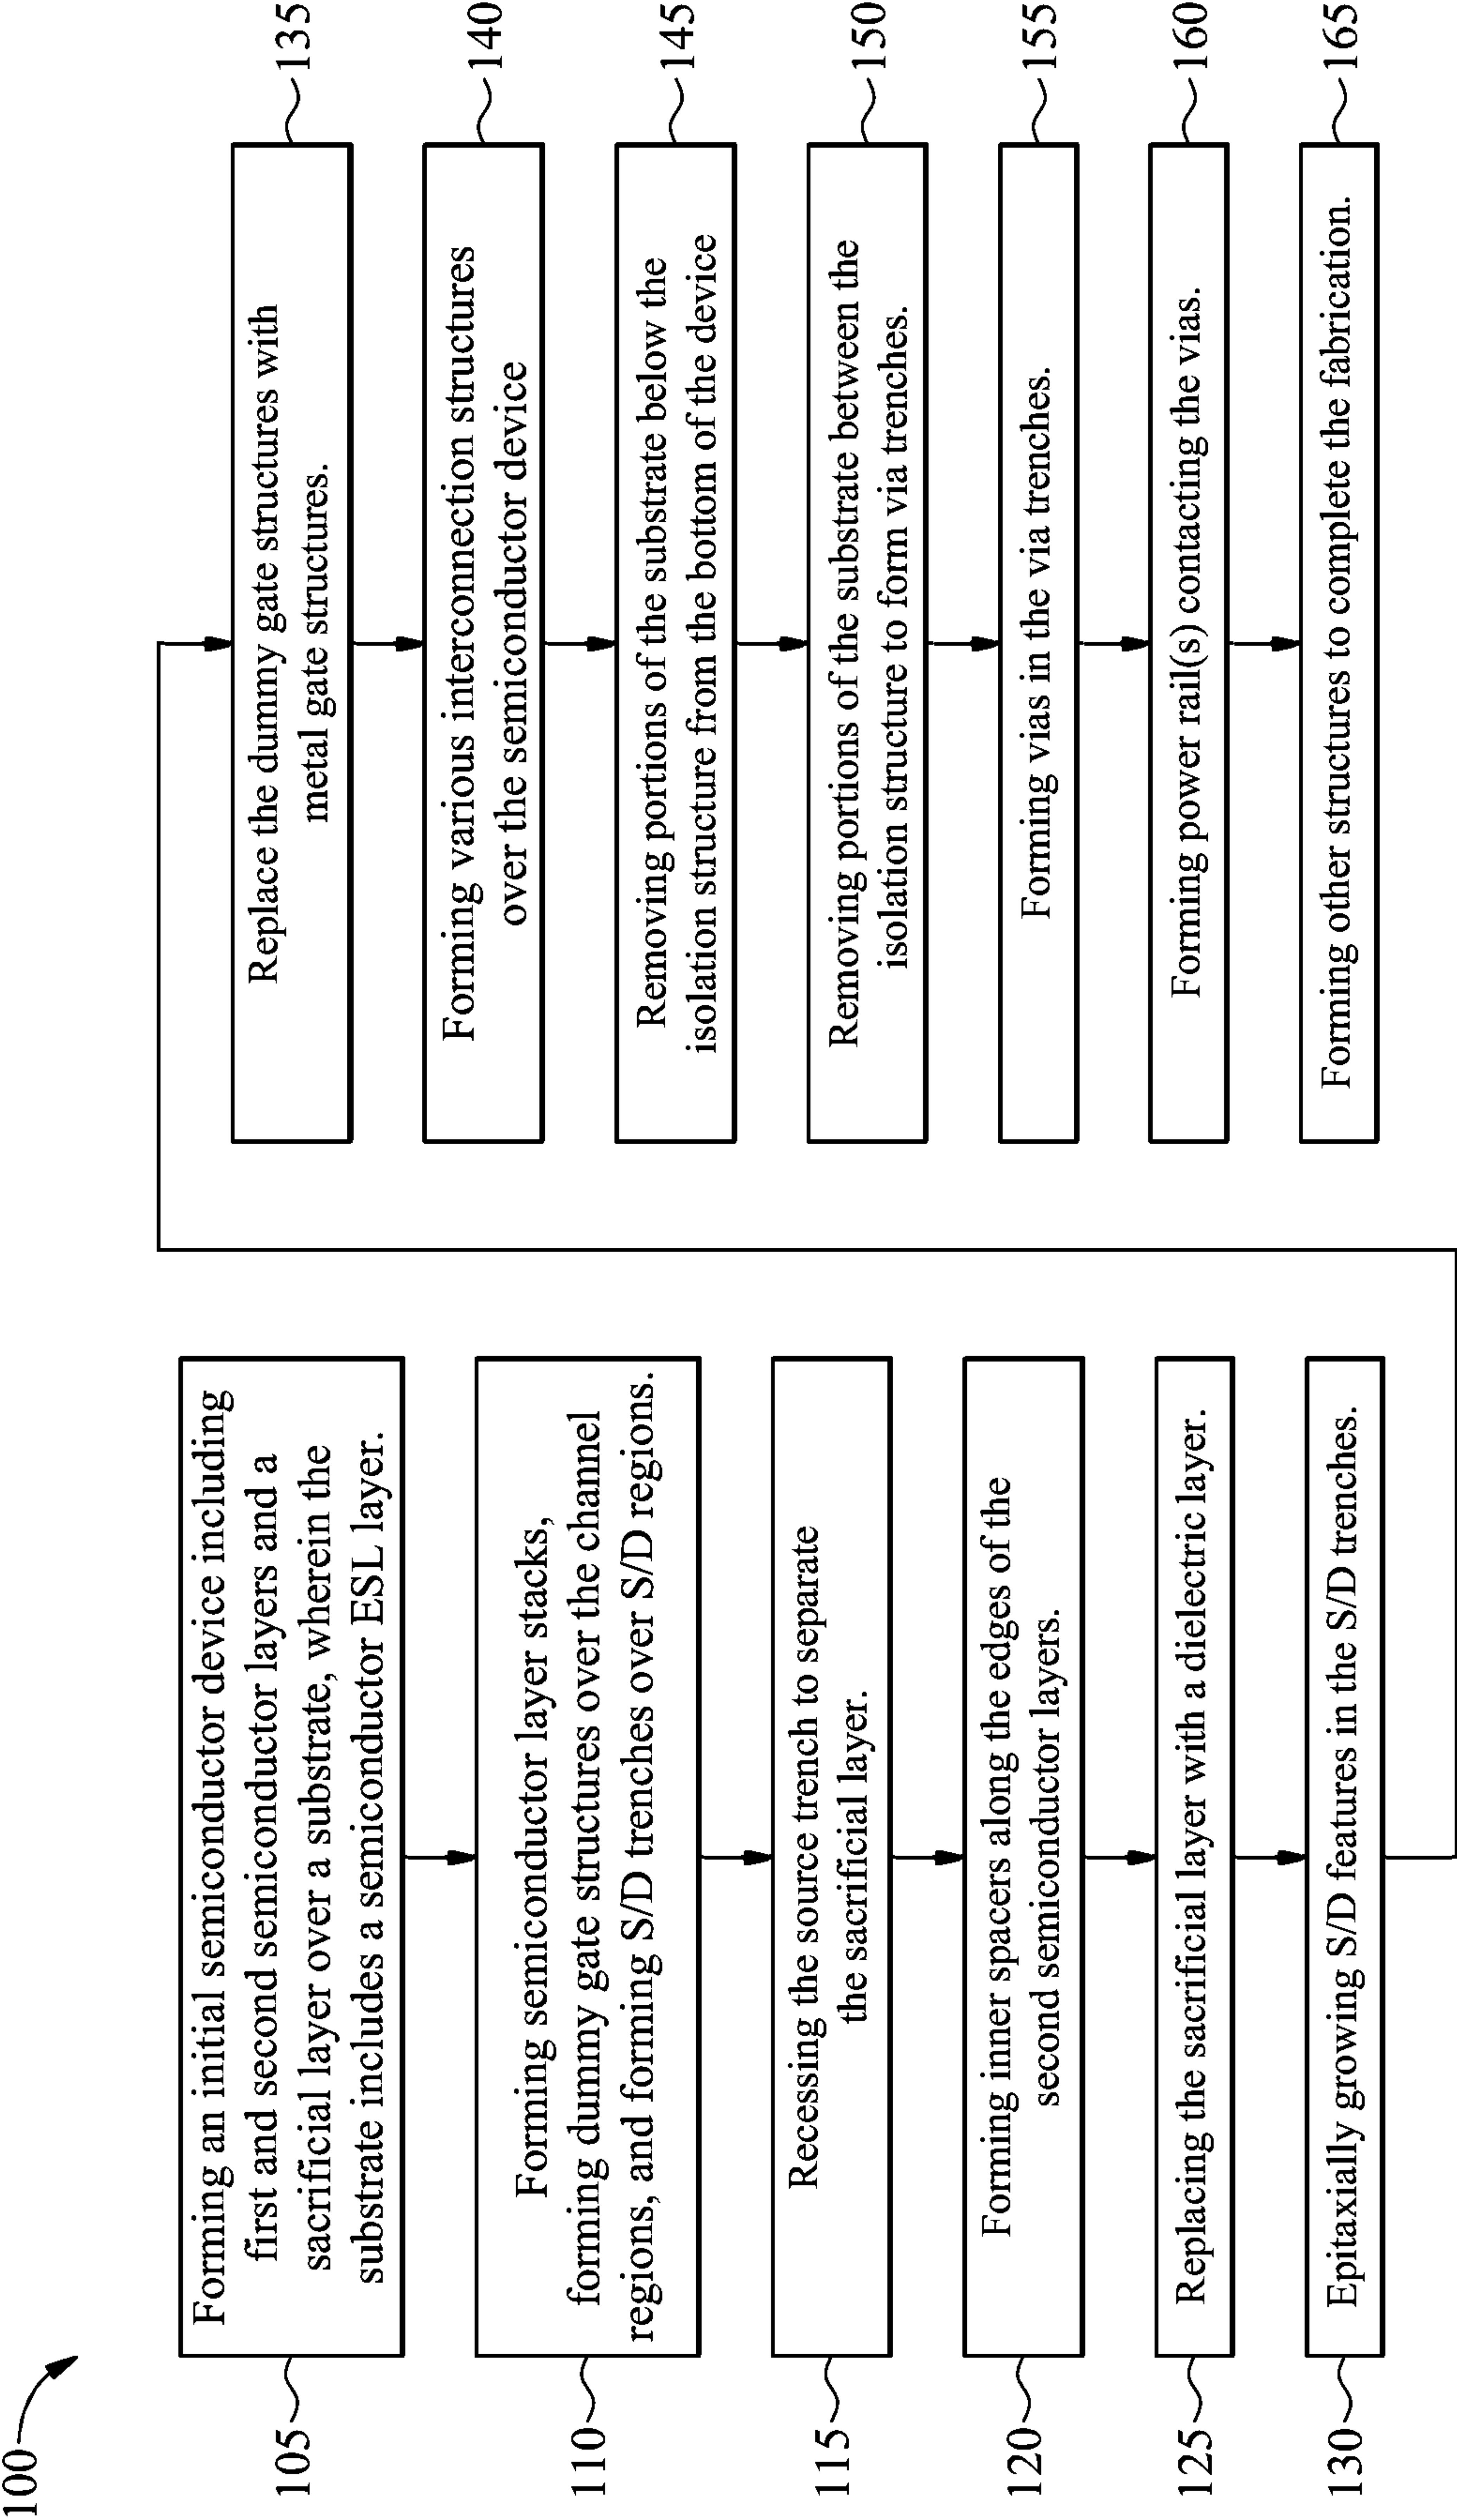 100
105
Forming an initial semiconductor device including
first and second semiconductor layers and a
sacrificial layer over a substrate, wherein the
substrate includes a semiconductor ESL layer.
110
Forming semiconductor layer stacks,
forming dummy gate structures over the channel
regions, and forming S/D trenches over S/D regions.
115
Recessing the source trench to separate
the sacrificial layer.
120
Forming inner spacers along the edges of the
second semiconductor layers.
125
Replacing the sacrificial layer with a dielectric layer.
130
Epitaxially growing S/D features in the S/D trenches.
Replace the dummy gate structures with
metal gate structures.
135
Forming various interconnection structures
over the semiconductor device
140
Removing portions of the substrate below the
isolation structure from the bottom of the device
145
Removing portions of the substrate between the
isolation structure to form via trenches.
150
Forming vias in the via trenches.
155
Forming power rail(s) contacting the vias.
160
Forming other structures to complete the fabrication.
165